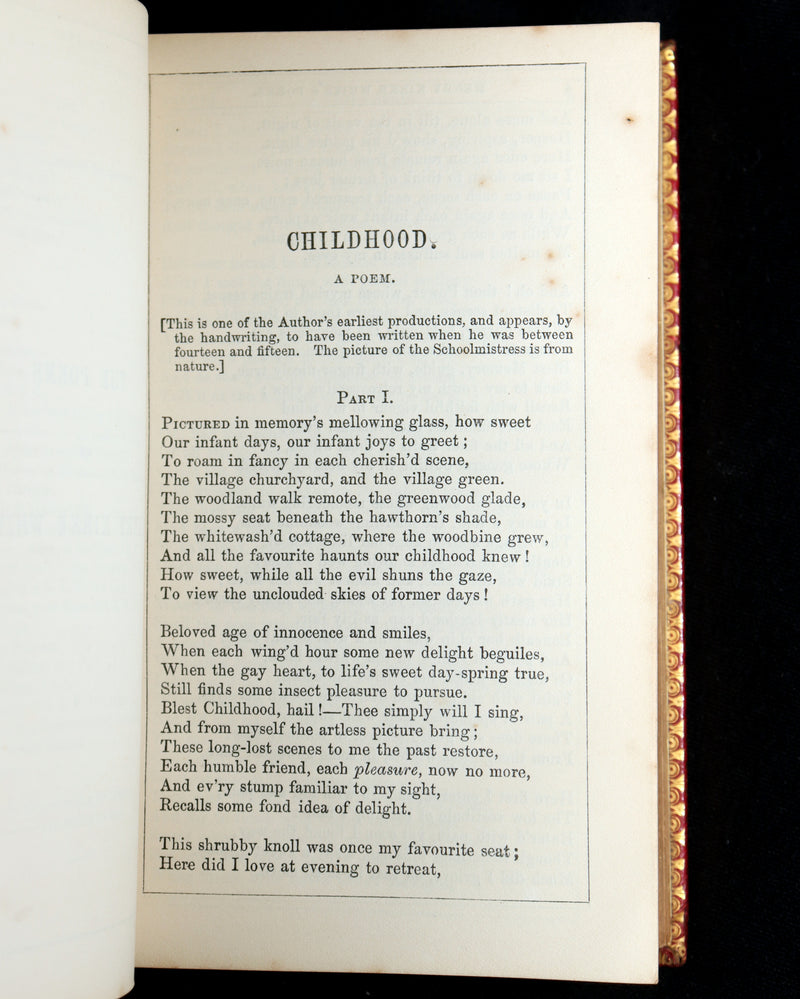 CHILDHOOD.
A POEM.
[This is one of the Author's earliest productions, and appears, by
the handwriting, to have been written when he was between
fourteen and fifteen. The picture of the Schoolmistress is from
nature.]
PART I.
PICTURED in memory's mellowing glass, how sweet
Our infant days, our infant joys to greet;
To roam in fancy in each cherish'd scene,
The village churchyard, and the village green.
The woodland walk remote, the greenwood glade,
The mossy seat beneath the hawthorn's shade,
The whitewash'd cottage, where the woodbine grew,
And all the favourite haunts our childhood knew!
How sweet, while all the evil shuns the gaze,
To view the unclouded skies of former days!
Beloved age of innocence and smiles,
When each wing'd hour some new delight beguiles,
When the gay heart, to life's sweet day-spring true,
Still finds some insect pleasure to pursue.
Blest Childhood, hail!—Thee simply will I sing,
And from myself the artless picture bring;
These long-lost scenes to me the past restore,
Each humble friend, each pleasure, now no more,
And ev'ry stump familiar to my sight,
Recalls some fond idea of delight.
This shrubby knoll was once my favourite seat;
Here did I love at evening to retreat,